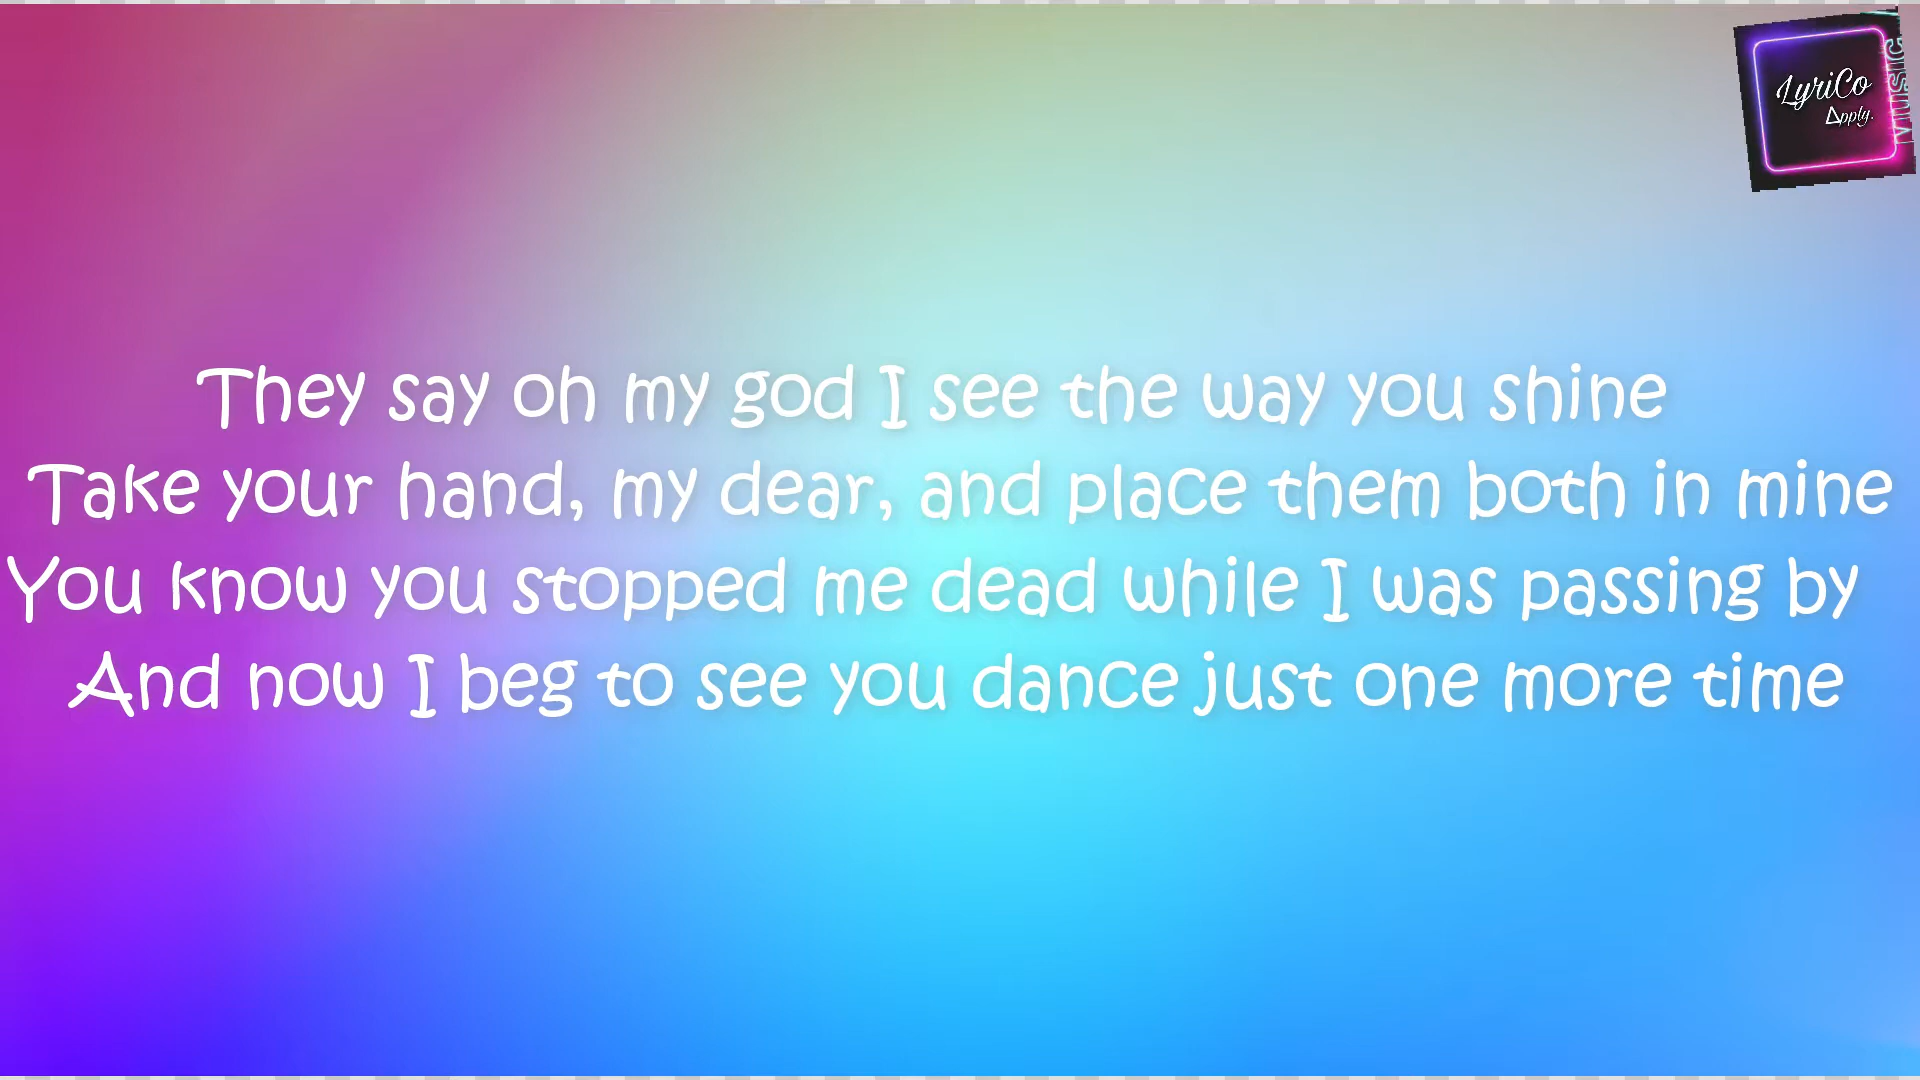 LyriCo
Apply.
Music
They say oh my god I see the way you shine
Take your hand, my dear, and place them both in mine
You know you stopped me dead while I was passing by
And now I beg to see you dance just one more time